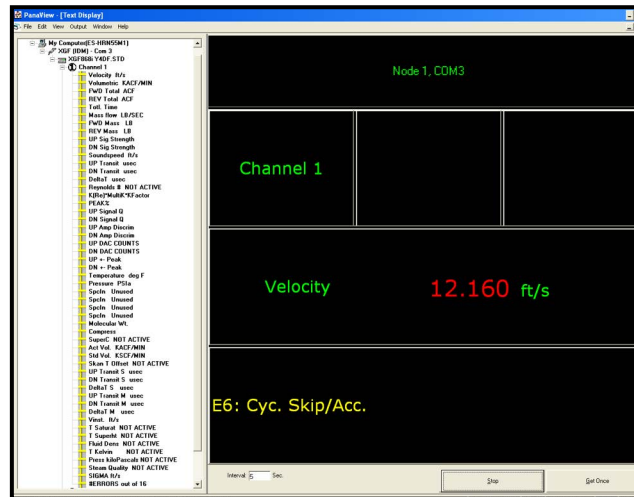 PanaView - [Text Display]
File Edit View Output Window Help
My Computer(ES-HRN55M1)
XGF (IDM) - Com 3
XGF868i Y4DF.STD
Channel 1
Velocity ft/s
Volumetric KACF/MIN
FWD Total ACF
REV Total ACF
Totl. Time
Mass flow LB/SEC
FWD Mass LB
REV Mass LB
UP Sig Strength
DN Sig Strength
Soundspeed ft/s
UP Transit usec
DN Transit usec
DeltaT usec
Reynolds # NOT ACTIVE
K(Re)*MultiK*KFactor
PEAK%
UP Signal Q
DN Signal Q
UP Amp Discrim
DN Amp Discrim
UP DAC COUNTS
DN DAC COUNTS
UP +- Peak
DN +- Peak
Temperature deg F
Pressure PSIa
SpcIn Unused
SpcIn Unused
SpcIn Unused
SpcIn Unused
Molecular Wt.
Compress
SuperC NOT ACTIVE
Act Vol. KACF/MIN
Std Vol. KSCF/MIN
Skan T Offset NOT ACTIVE
UP Transit S usec
DN Transit S usec
DeltaT S usec
UP Transit M usec
DN Transit M usec
DeltaT M usec
Vinst. ft/s
T Saturat NOT ACTIVE
T Superht NOT ACTIVE
Fluid Dens NOT ACTIVE
T Kelvin NOT ACTIVE
Press kiloPascals NOT ACTIVE
Steam Quality NOT ACTIVE
SIGMA ft/s
#ERRORS out of 16
Node 1, COM3
Channel 1
Velocity 12.160 ft/s
E6: Cyc. Skip/Acc.
Interval: 5 Sec.
Stop
Get Once